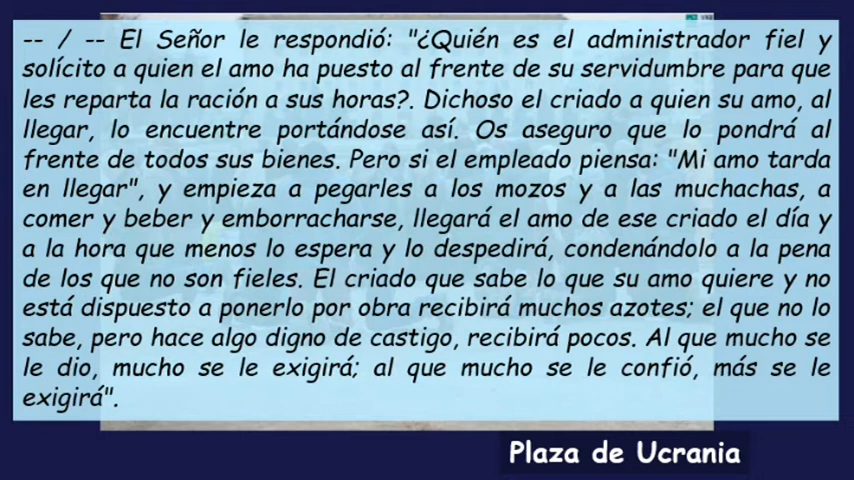 -- / -- El Señor le respondió: "¿Quién es el administrador fiel y
solícito a quien el amo ha puesto al frente de su servidumbre para que
les reparta la ración a sus horas?. Dichoso el criado a quien su amo, al
llegar, lo encuentre portándose así. Os aseguro que lo pondrá al
frente de todos sus bienes. Pero si el empleado piensa: "Mi amo tarda
en llegar", y empieza a pegarles a los mozos y a las muchachas, a
comer y beber y emborracharse, llegará el amo de ese criado el día y
a la hora que menos lo espera y lo despedirá, condenándolo a la pena
de los que no son fieles. El criado que sabe lo que su amo quiere y no
está dispuesto a ponerlo por obra recibirá muchos azotes; el que no lo
sabe, pero hace algo digno de castigo, recibirá pocos. Al que mucho se
le dio, mucho se le exigirá; al que mucho se le confió, más se le
exigirá".
Plaza de Ucrania